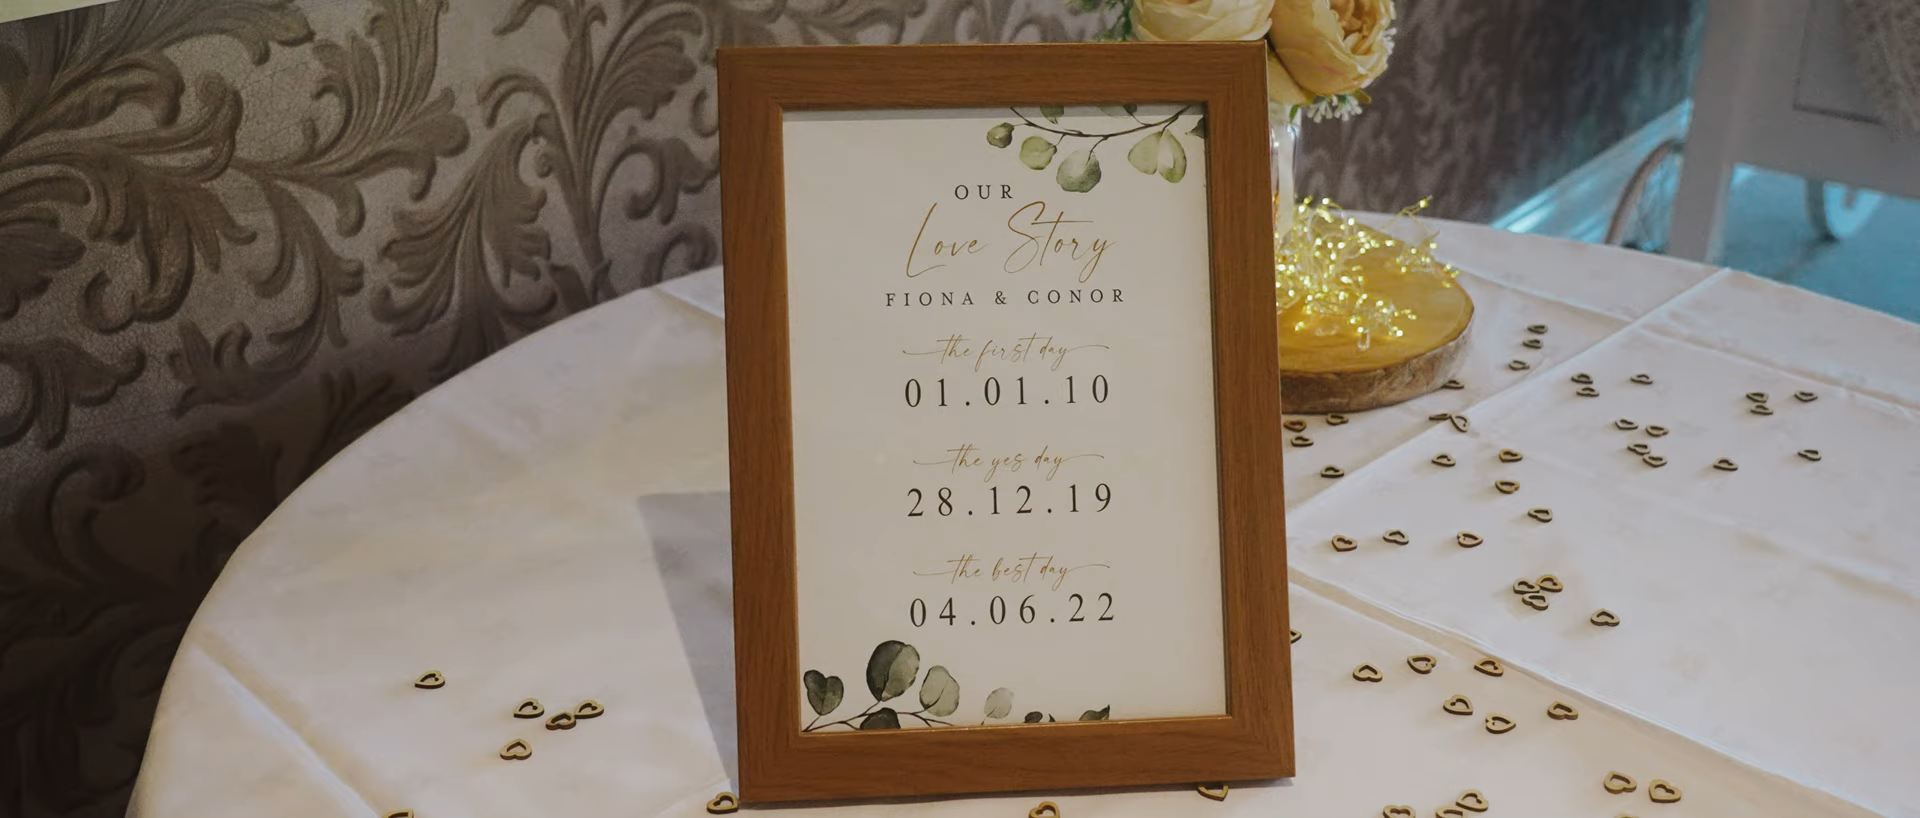 OUR
Love Story
FIONA & CONOR
the first day
01.01.10
the yes day
28.12.19
the best day
04.06.22